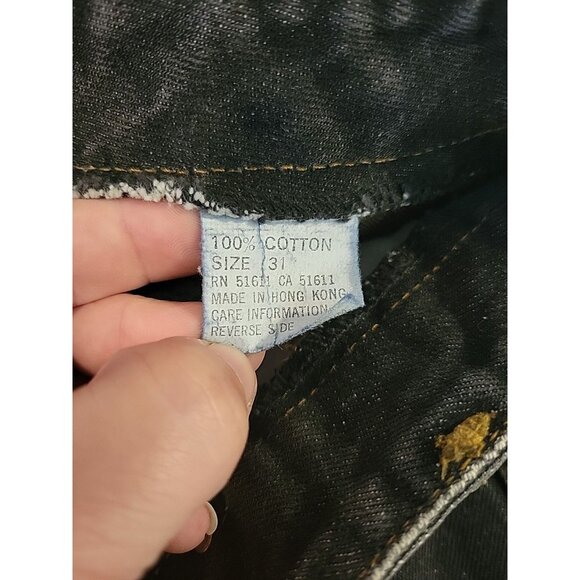 100% COTTON
SIZE 31
RN 51611 CA 51611
MADE IN HONG KONG
CARE INFORMATION
REVERSE SIDE